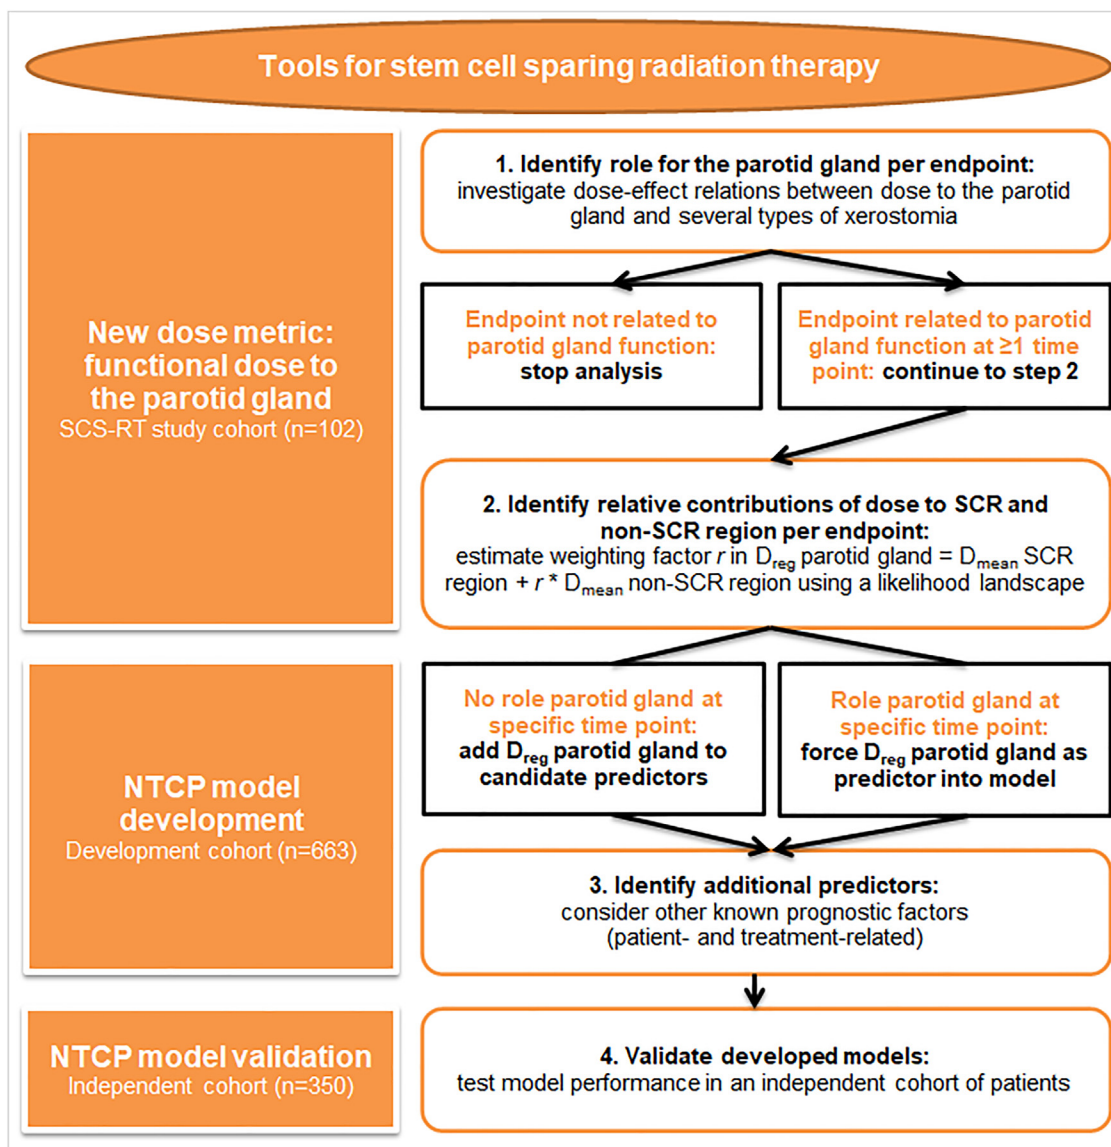 Tools for stem cell sparing radiation therapy
New dose metric:
functional dose to
the parotid gland
SCS-RT study cohort (n=102)
1. Identify role for the parotid gland per endpoint:
investigate dose-effect relations between dose to the parotid
gland and several types of xerostomia
Endpoint not related to
parotid gland function:
stop analysis
Endpoint related to parotid
gland function at ≥1 time
point: continue to step 2
2. Identify relative contributions of dose to SCR and
non-SCR region per endpoint:
estimate weighting factor r in Dreg parotid gland = Dmean SCR
region + r * Dmean non-SCR region using a likelihood landscape
NTCP model
development
Development cohort (n=663)
No role parotid gland at
specific time point:
add Dreg parotid gland to
candidate predictors
Role parotid gland at
specific time point:
force Dreg parotid gland as
predictor into model
3. Identify additional predictors:
consider other known prognostic factors
(patient- and treatment-related)
NTCP model validation
Independent cohort (n=350)
4. Validate developed models:
test model performance in an independent cohort of patients